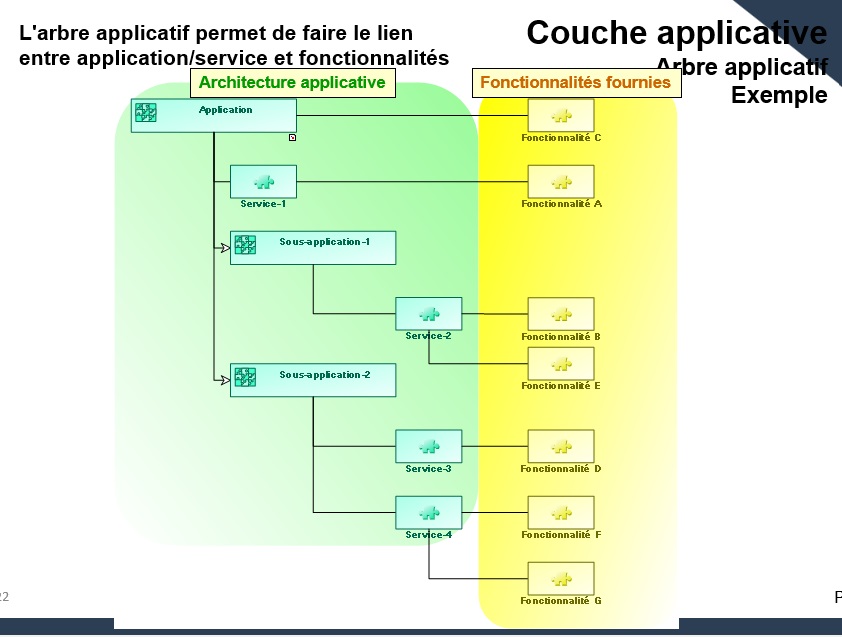 L'arbre applicatif permet de faire le lien
entre application/service et fonctionnalités
Couche applicative
Arbre applicatif
Exemple
Architecture applicative
Fonctionnalités fournies
Application
Fonctionnalité C
Service-1
Fonctionnalité A
Sous-application-1
Service-2
Fonctionnalité B
Fonctionnalité E
Sous-application-2
Service-3
Fonctionnalité D
Service-4
Fonctionnalité F
Fonctionnalité G
22
P